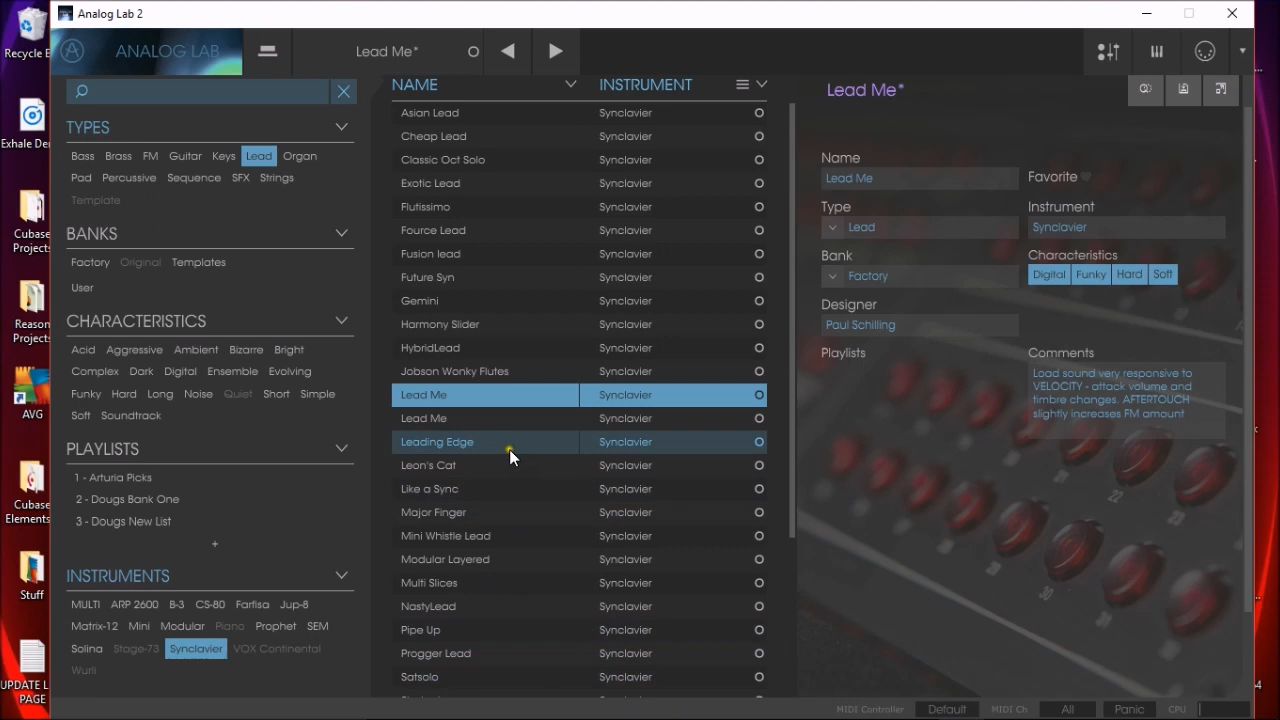 Analog Lab 2
Recycle
ANALOG LAB
Lead Me*
NAME INSTRUMENT
Lead Me*
TYPES
Bass Brass FM Guitar Keys Lead Organ
Pad Percussive Sequence SFX Strings
Template
BANKS
Factory Original Templates
User
CHARACTERISTICS
Acid Aggressive Ambient Bizarre Bright
Complex Dark Digital Ensemble Evolving
Funky Hard Long Noise Quiet Short Simple
Soft Soundtrack
PLAYLISTS
1 - Arturia Picks
2 - Dougs Bank One
3 - Dougs New List
+
INSTRUMENTS
MULTI ARP 2600 B-3 CS-80 Farfisa Jup-8
Matrix-12 Mini Modular Piano Prophet SEM
Solina Stage-73 Synclavier VOX Continental
Wurli
Asian Lead Synclavier
Cheap Lead Synclavier
Classic Oct Solo Synclavier
Exotic Lead Synclavier
Flutissimo Synclavier
Fource Lead Synclavier
Fusion lead Synclavier
Future Syn Synclavier
Gemini Synclavier
Harmony Slider Synclavier
HybridLead Synclavier
Jobson Wonky Flutes Synclavier
Lead Me Synclavier
Lead Me Synclavier
Leading Edge Synclavier
Leon's Cat Synclavier
Like a Sync Synclavier
Major Finger Synclavier
Mini Whistle Lead Synclavier
Modular Layered Synclavier
Multi Slices Synclavier
NastyLead Synclavier
Pipe Up Synclavier
Progger Lead Synclavier
Satsolo Synclavier
Name
Lead Me
Favorite
Type
Lead
Instrument
Synclavier
Bank
Factory
Characteristics
Digital Funky Hard Soft
Designer
Paul Schilling
Playlists
Comments
Load sound very responsive to
VELOCITY - attack volume and
timbre changes. AFTERTOUCH
slightly increases FM amount
22
23
29
30
31
MIDI Controller Default MIDI Ch All Panic CPU
Exhale De
Cubase
Projects
Reason
Projects
AVG
Cubase
Elements
Stuff
UPDATE L
PAGE